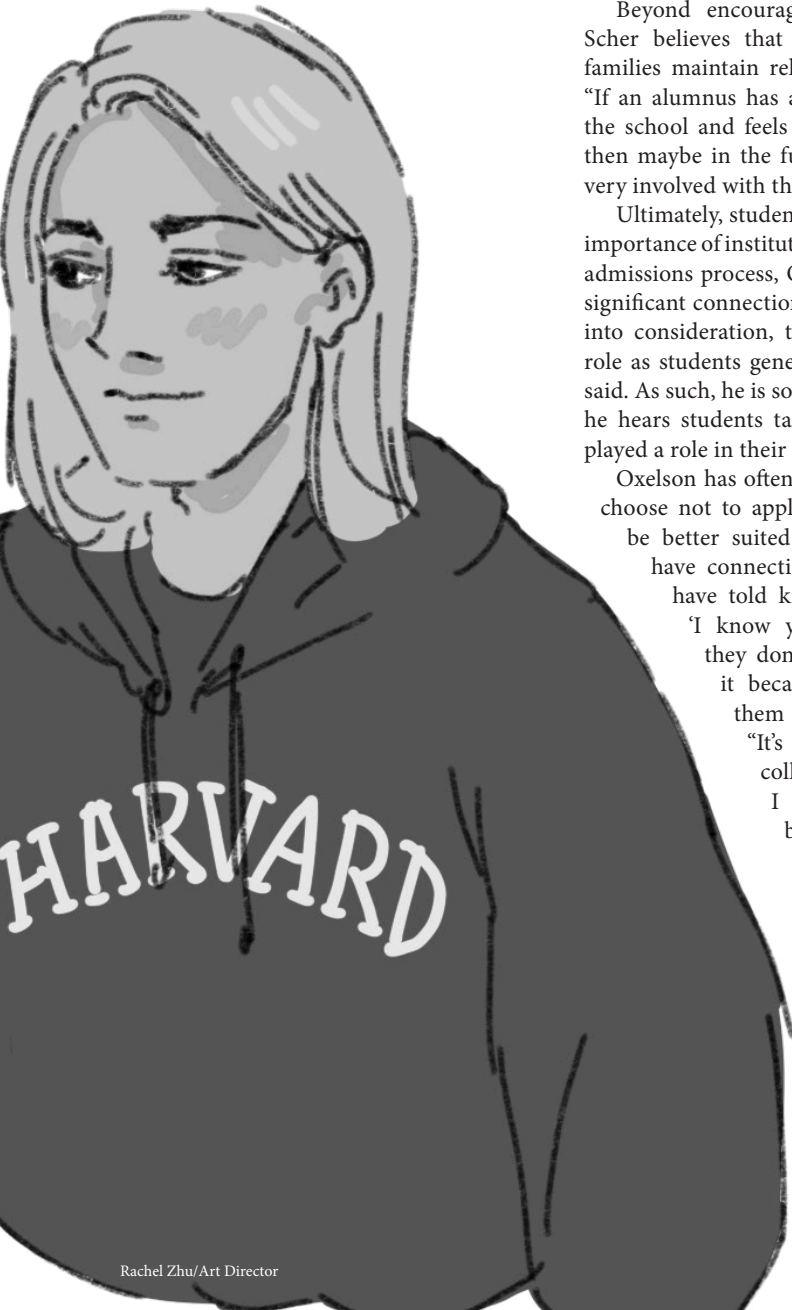 Beyond encourag
Scher believes that
families maintain rel
“If an alumnus has a
the school and feels
then maybe in the fu
very involved with th
Ultimately, studen
importance of institut
admissions process, O
significant connection
into consideration, t
role as students gene
said. As such, he is so
he hears students ta
played a role in their
Oxelson has often
choose not to appl
be better suited
have connecti
have told k
‘I know y
they don
it beca
them
“It’s
coll
I
b
HARVARD
Rachel Zhu/Art Director